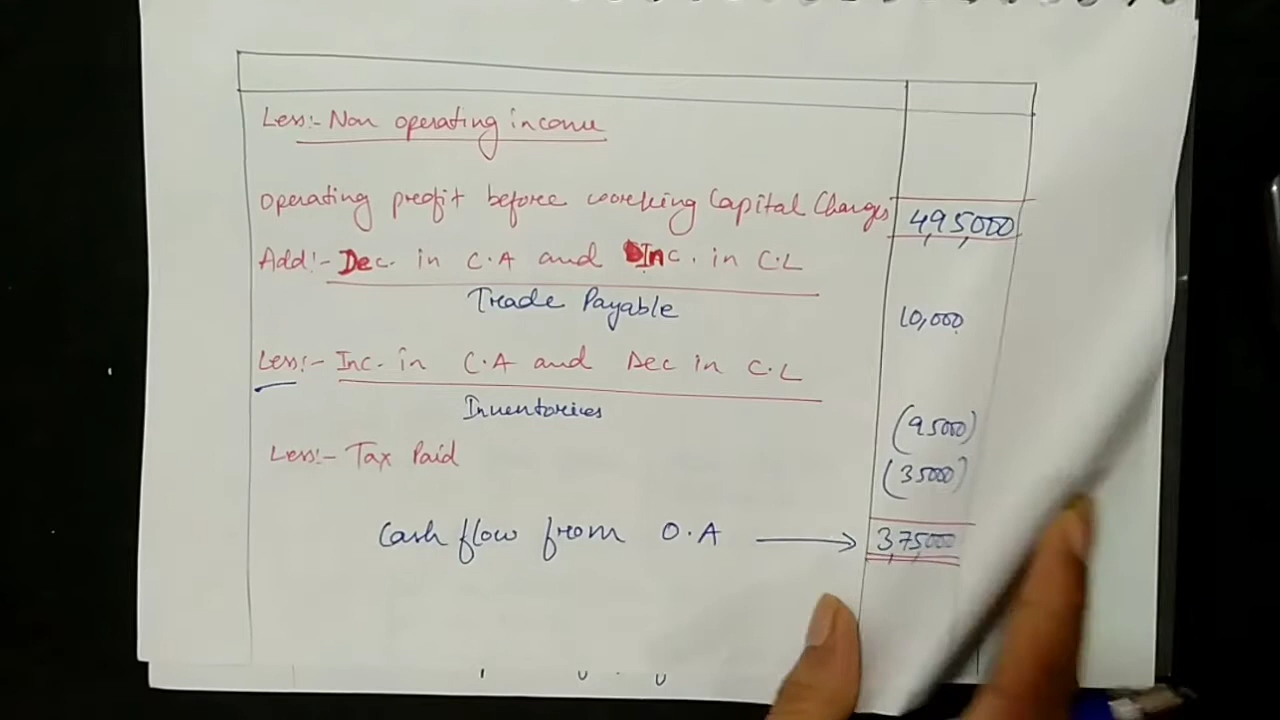 Less:- Non operating income
Operating profit before working Capital Changes 4,95,000
Add:- Dec. in C.A and Inc. in C.L
Trade Payable 10,000
Less:- Inc. in C.A and Dec in C.L
Inventories (95000)
Less:- Tax Paid (35000)
Cash flow from O.A → 3,75,000